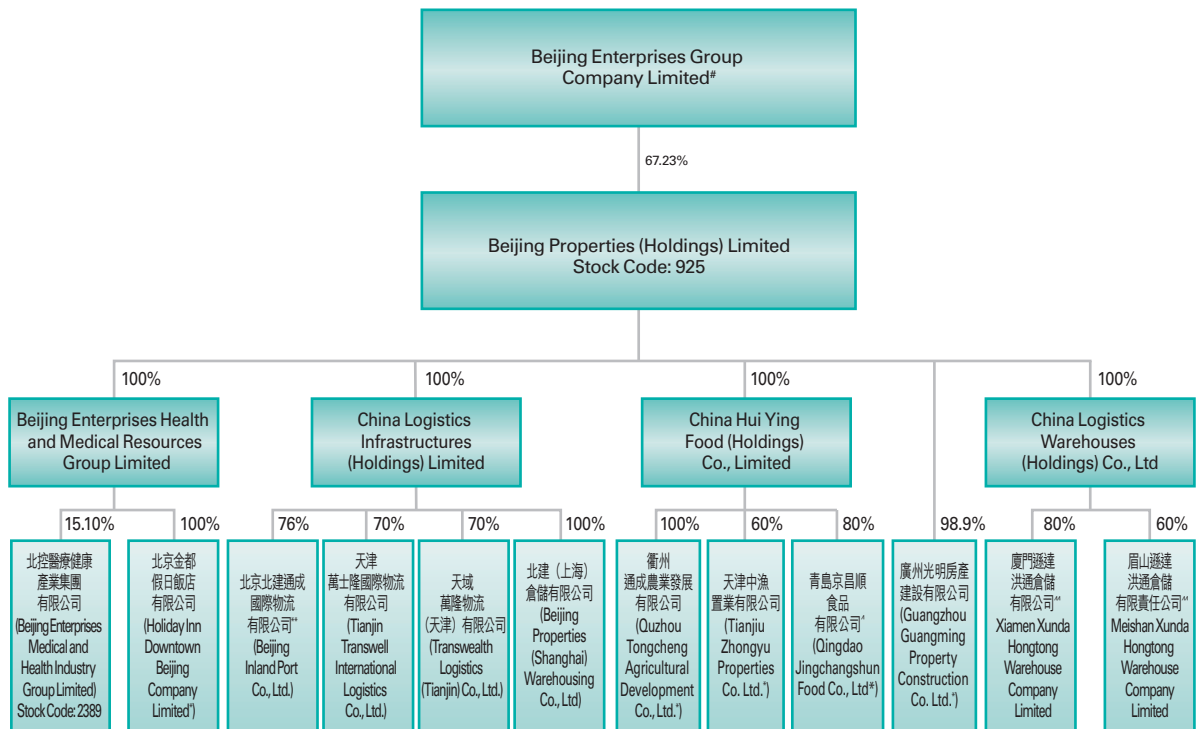 Beijing Enterprises Group
Company Limited#
67.23%
Beijing Properties (Holdings) Limited
Stock Code: 925
100%
100%
100%
100%
Beijing Enterprises Health
and Medical Resources
Group Limited
China Logistics
Infrastructures
(Holdings) Limited
China Hui Ying
Food (Holdings)
Co., Limited
China Logistics
Warehouses
(Holdings) Co., Ltd
15.10%
100%
76%
70%
70%
100%
100%
60%
80%
98.9%
80%
60%
北控醫療健康
產業集團
有限公司
(Beijing Enterprises
Medical and
Health Industry
Group Limited)
Stock Code: 2389
北京金都
假日飯店
有限公司
(Holiday Inn
Downtown
Beijing
Company
Limited*)
北京北建通成
國際物流
有限公司**
(Beijing
Inland Port
Co., Ltd.)
天津
萬士隆國際物流
有限公司
(Tianjin
Transwell
International
Logistics
Co., Ltd.)
天域
萬隆物流
（天津）有限公司
(Transwealth
Logistics
(Tianjin) Co., Ltd.)
北建（上海）
倉儲有限公司
(Beijing
Properties
(Shanghai)
Warehousing
Co., Ltd)
衢州
通成農業發展
有限公司
(Quzhou
Tongcheng
Agricultural
Development
Co., Ltd.*)
天津中漁
置業有限公司
(Tianjiu
Zhongyu
Properties
Co. Ltd.*)
青島京昌順
食品
有限公司^
(Qingdao
Jingchangshun
Food Co., Ltd*)
廣州光明房產
建設有限公司
(Guangzhou
Guangming
Property
Construction
Co. Ltd.*)
廈門遜達
洪通倉儲
有限公司^^
Xiamen Xunda
Hongtong
Warehouse
Company
Limited
眉山遜達
洪通倉儲
有限責任公司^^
Meishan Xunda
Hongtong
Warehouse
Company
Limited